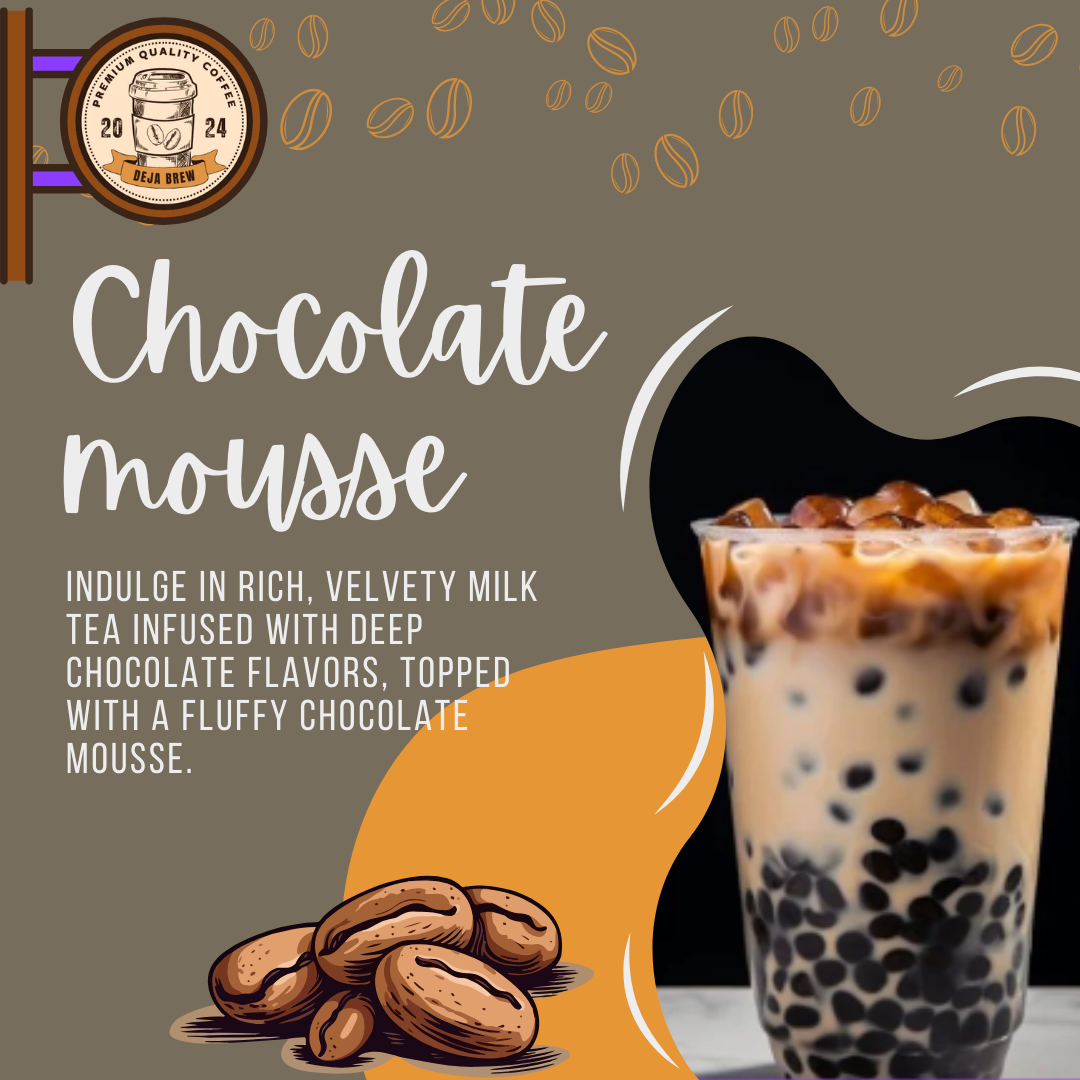 PREMIUM QUALITY COFFEE
20 24
DEJA BREW
Chocolate
mousse
INDULGE IN RICH, VELVETY MILK
TEA INFUSED WITH DEEP
CHOCOLATE FLAVORS, TOPPED
WITH A FLUFFY CHOCOLATE
MOUSSE.